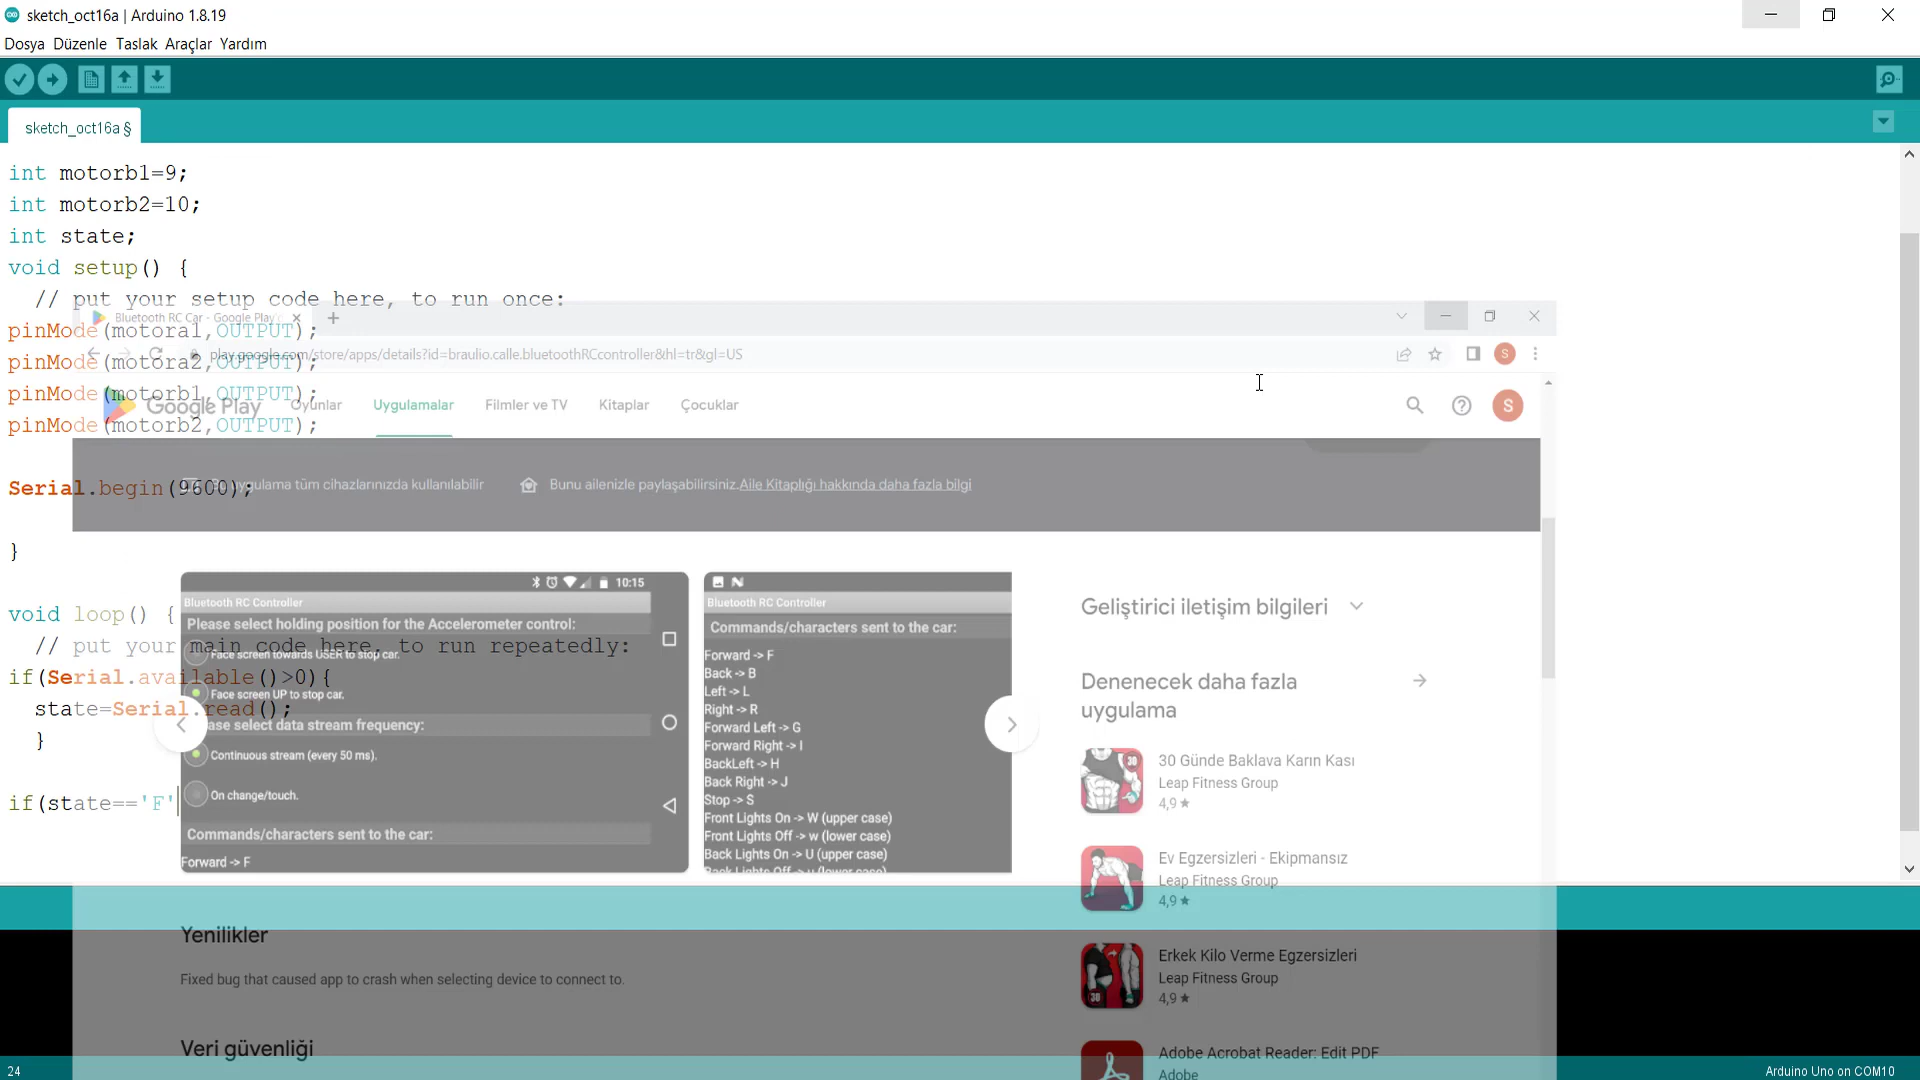 sketch_oct16a | Arduino 1.8.19
Dosya Düzenle Taslak Araçlar Yardım
sketch_oct16a §
int motorb1=9;
int motorb2=10;
int state;
void setup() {
// put your setup code here, to run once:
pinMode(motora1,OUTPUT);
pinMode(motora2,OUTPUT);
pinMode(motorb1,OUTPUT);
pinMode(motorb2,OUTPUT);
Serial.begin(9600);
}
void loop() {
// put your main code here, to run repeatedly:
if(Serial.available()>0){
state=Serial.read();
}
if(state=='F'
Bluetooth RC Car - Google Play
play.google.com/store/apps/details?id=braulio.calle.bluetoothRCcontroller&hl=tr&gl=US
S
Google Play
Oyunlar
Uygulamalar
Filmler ve TV
Kitaplar
Çocuklar
S
uygulama tüm cihazlarınızda kullanılabilir
Bunu ailenizle paylaşabilirsiniz.Aile Kitaplığı hakkında daha fazla bilgi
10:15
Bluetooth RC Controller
Please select holding position for the Accelerometer control:
Face screen towards USER to stop car.
Face screen UP to stop car.
ase select data stream frequency:
Continuous stream (every 50 ms).
On change/touch.
Commands/characters sent to the car:
Forward -> F
Bluetooth RC Controller
Commands/characters sent to the car:
Forward -> F
Back -> B
Left -> L
Right -> R
Forward Left -> G
Forward Right -> I
BackLeft -> H
Back Right -> J
Stop -> S
Front Lights On -> W (upper case)
Front Lights Off -> w (lower case)
Back Lights On -> U (upper case)
Back Lights Off -> u (lower case)
Geliştirici iletişim bilgileri
Denenecek daha fazla
uygulama
30
30 Günde Baklava Karın Kası
Leap Fitness Group
4,9 ★
Ev Egzersizleri - Ekipmansız
Leap Fitness Group
4,9 ★
30
Erkek Kilo Verme Egzersizleri
Leap Fitness Group
4,9 ★
Adobe Acrobat Reader: Edit PDF
Adobe
Yenilikler
Fixed bug that caused app to crash when selecting device to connect to.
Veri güvenliği
24
Arduino Uno on COM10